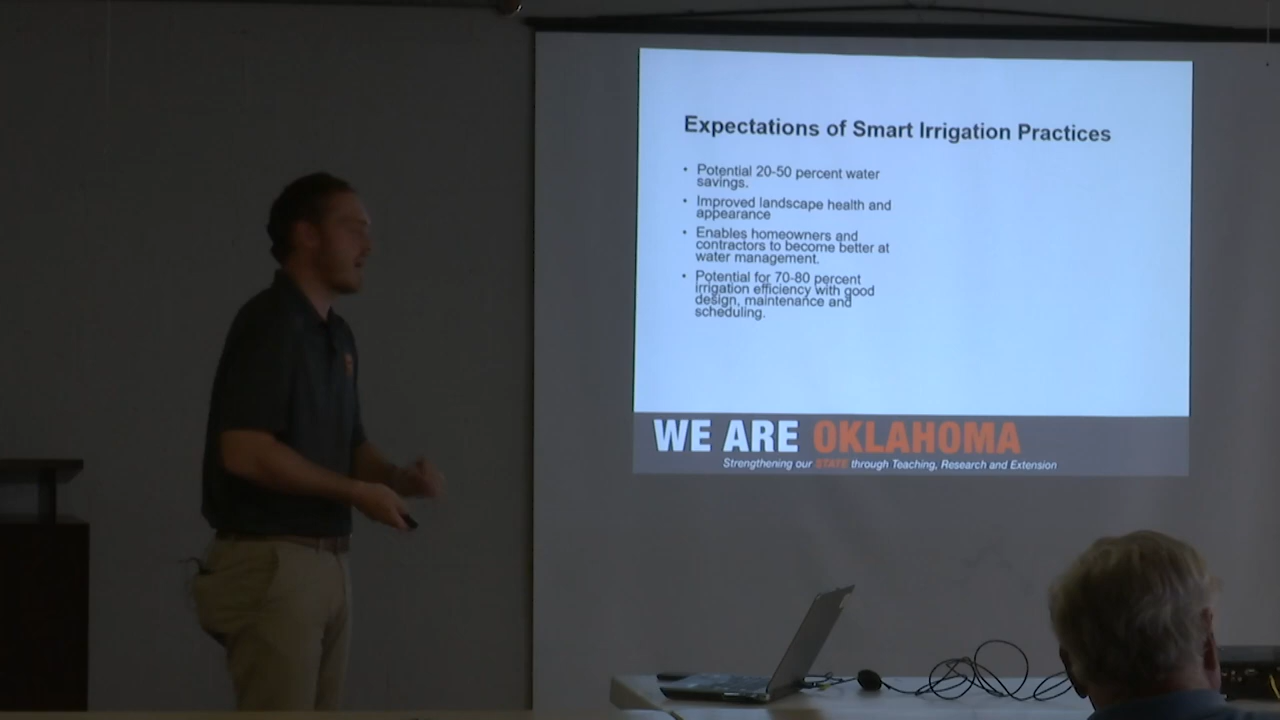 Expectations of Smart Irrigation Practices
• Potential 20-50 percent water
savings.
• Improved landscape health and
appearance
• Enables homeowners and
contractors to become better at
water management.
• Potential for 70-80 percent
irrigation efficiency with good
design, maintenance and
scheduling.
WE ARE OKLAHOMA
Strengthening our STATE through Teaching, Research and Extension